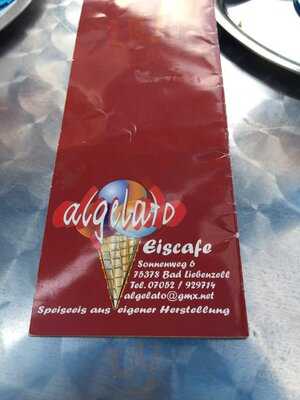 algelato
Eiscafe
Sonnenweg 6
75378 Bad Liebenzell
Tel. 07052 / 929714
algelato@gmx.net
Speiseeis aus eigener Herstellung